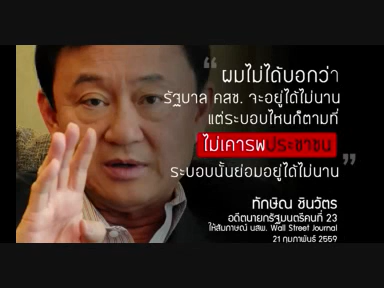 “ผมไม่ได้บอกว่า
รัฐบาล คสช. จะอยู่ได้ไม่นาน
แต่ระบอบไหนก็ตามที่
ไม่เคารพประชาชน
ระบอบนั้นย่อมอยู่ได้ไม่นาน”
ทักษิณ ชินวัตร
อดีตนายกรัฐมนตรีคนที่ 23
ให้สัมภาษณ์ นสพ. Wall Street Journal
21 กุมภาพันธ์ 2559